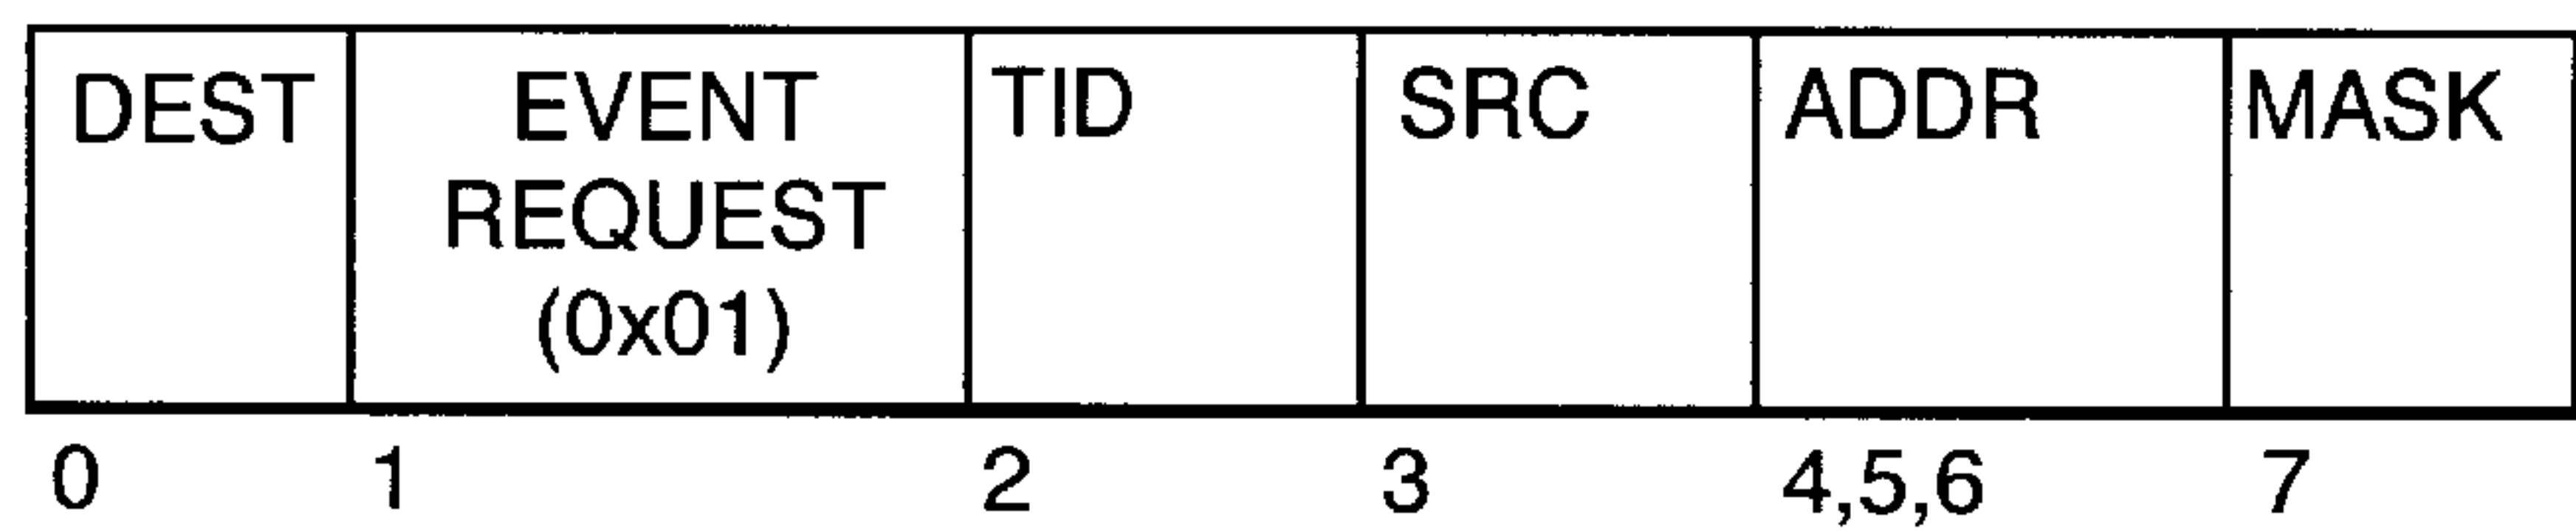 DEST EVENT TID SRC ADDR MASK
REQUEST
(0x01)
0 1 2 3 4,5,6 7